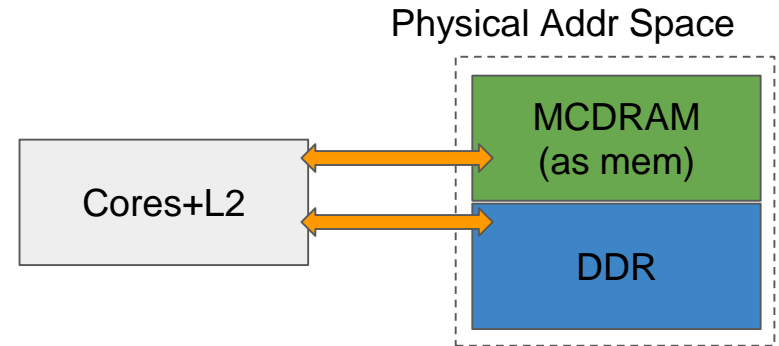 Physical Addr Space
MCDRAM
(as mem)
Cores+L2
DDR